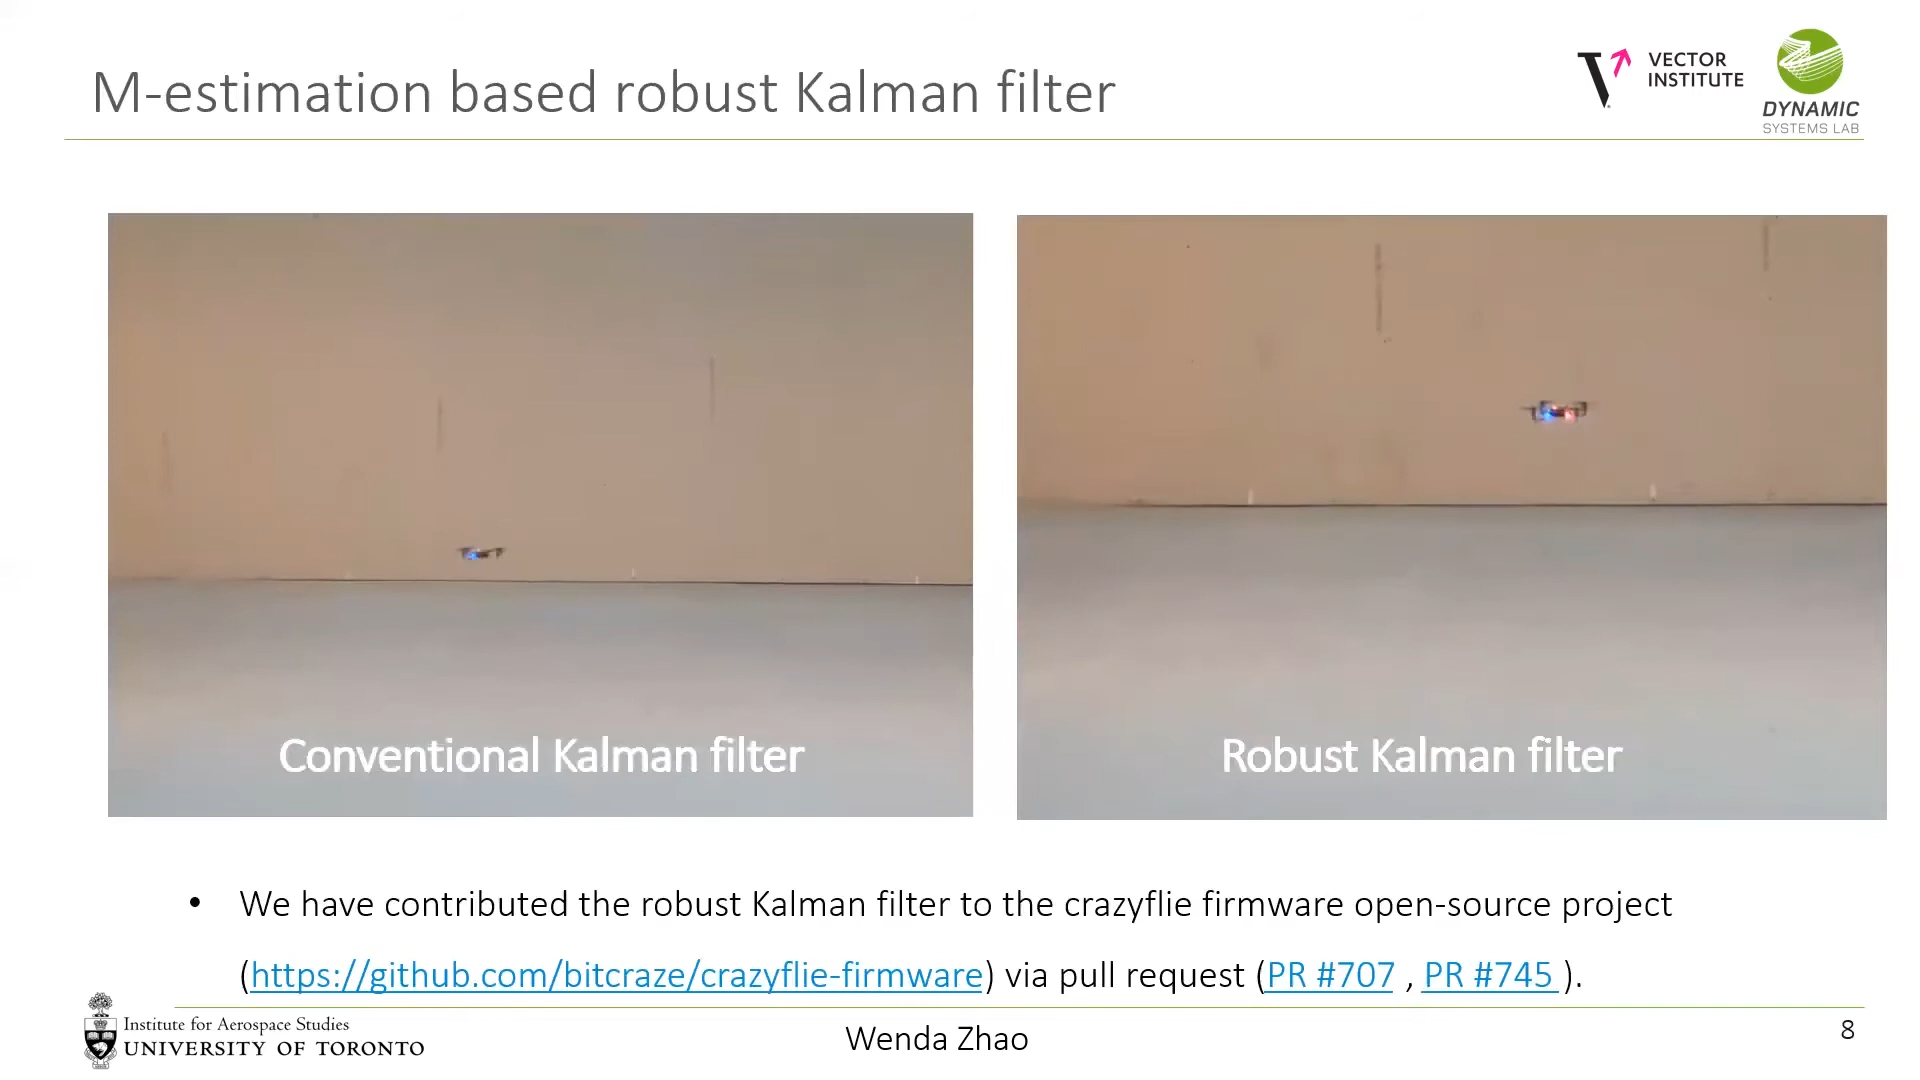 M-estimation based robust Kalman filter
VECTOR
INSTITUTE
DYNAMIC
SYSTEMS LAB
Conventional Kalman filter
Robust Kalman filter
• We have contributed the robust Kalman filter to the crazyflie firmware open-source project
(https://github.com/bitcraze/crazyflie-firmware) via pull request (PR #707 , PR #745 ).
Institute for Aerospace Studies
UNIVERSITY OF TORONTO
Wenda Zhao
8